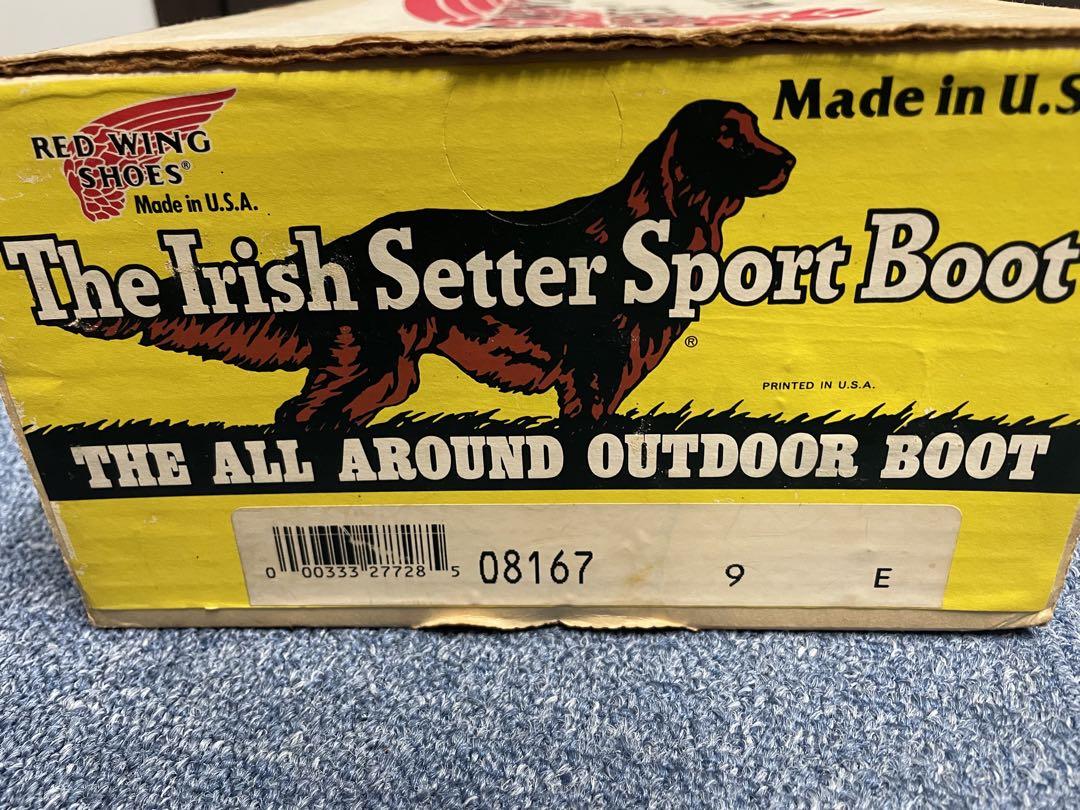 RED WING
SHOES®
Made in U.S.A.
Made in U.S
The Irish Setter Sport Boot
®
PRINTED IN U.S.A.
THE ALL AROUND OUTDOOR BOOT
0 00333 27728 5
08167
9
E